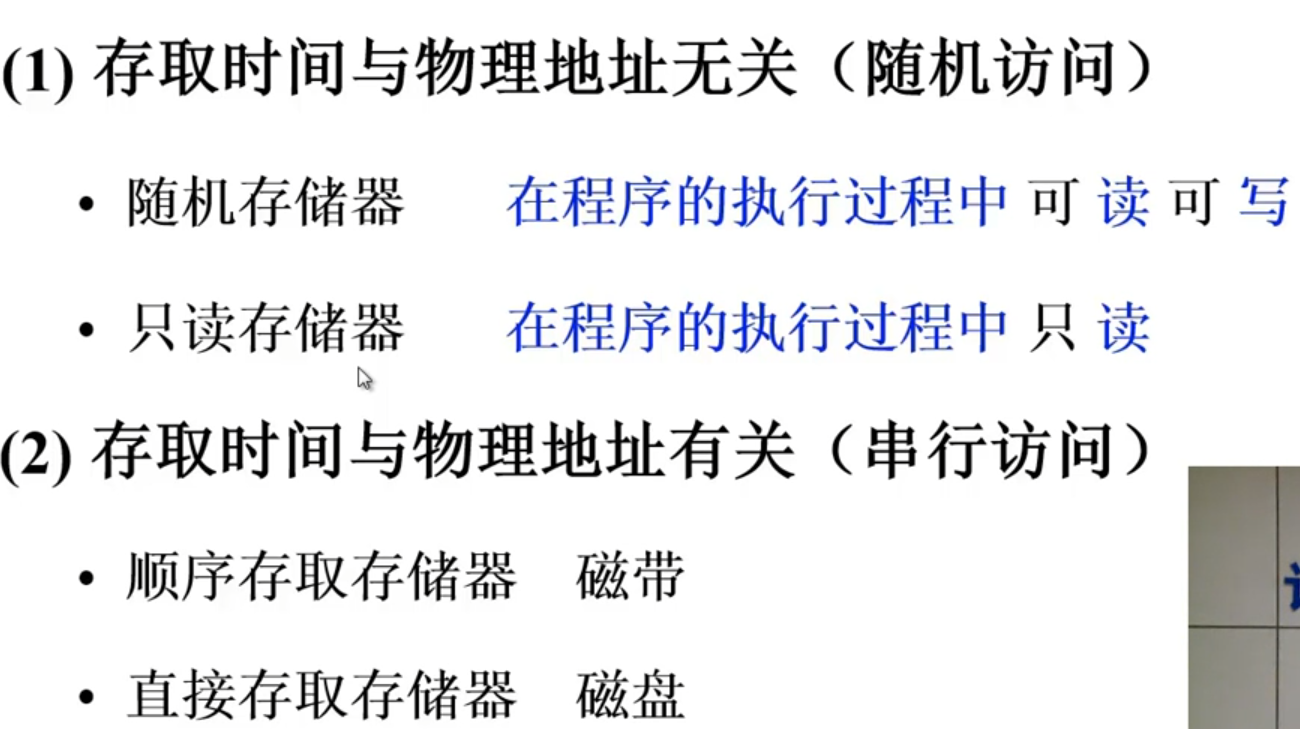 (1) 存取时间与物理地址无关（随机访问）
• 随机存储器 在程序的执行过程中 可 读 可 写
• 只读存储器 在程序的执行过程中 只 读
(2) 存取时间与物理地址有关（串行访问）
• 顺序存取存储器 磁带
• 直接存取存储器 磁盘